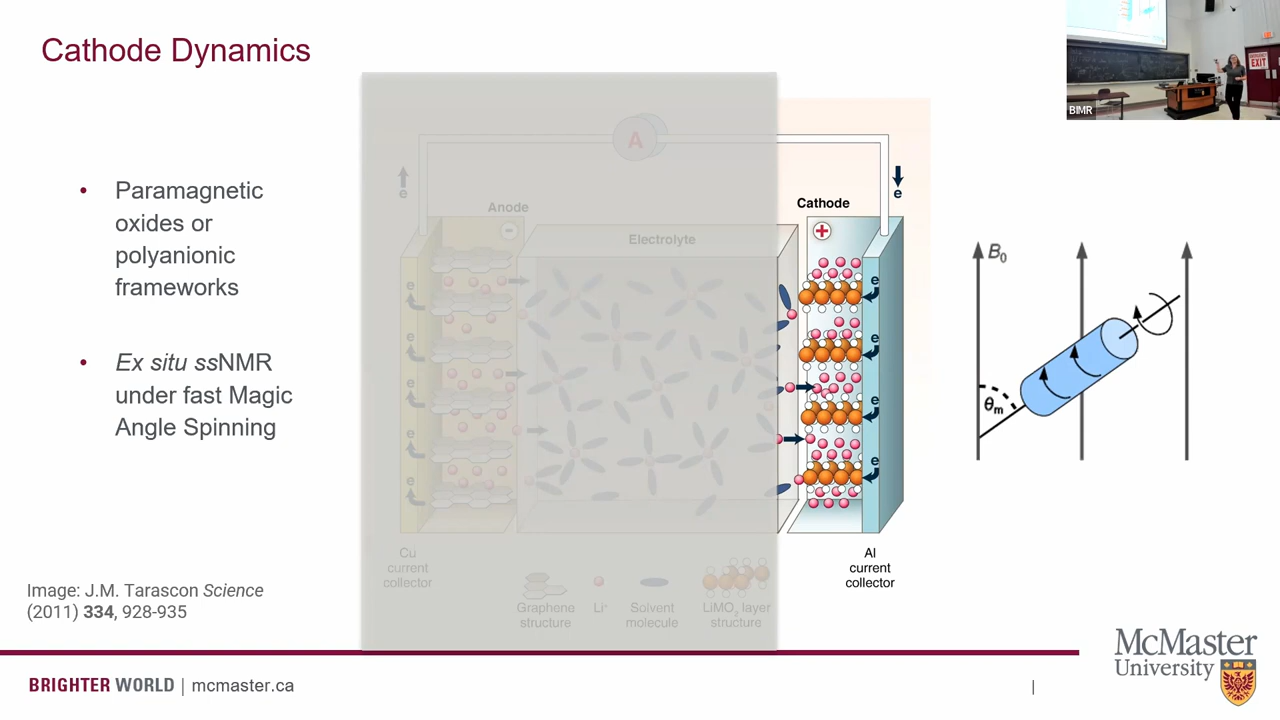 Cathode Dynamics
• Paramagnetic
oxides or
polyanionic
frameworks
• Ex situ ssNMR
under fast Magic
Angle Spinning
Image: J.M. Tarascon Science
(2011) 334, 928-935
A
e
e
Anode
Cathode
-
+
Electrolyte
e
e
e
e
e
e
e
e
e
Cu
current
collector
Al
current
collector
Graphene
structure
Li+
Solvent
molecule
LiMO2 layer
structure
B0
θm
EXIT
BIMR
BRIGHTER WORLD | mcmaster.ca
|
McMaster
University